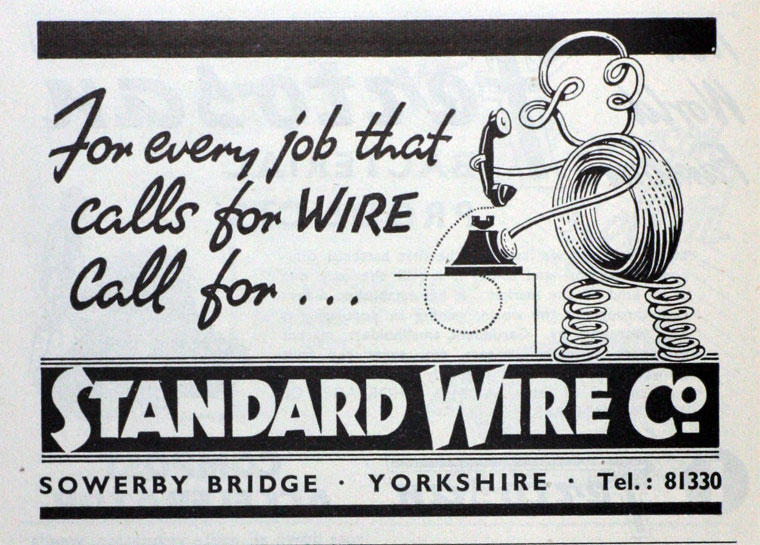 For every job that
calls for WIRE
Call for . . .
STANDARD WIRE Co.
SOWERBY BRIDGE · YORKSHIRE · Tel.: 81330